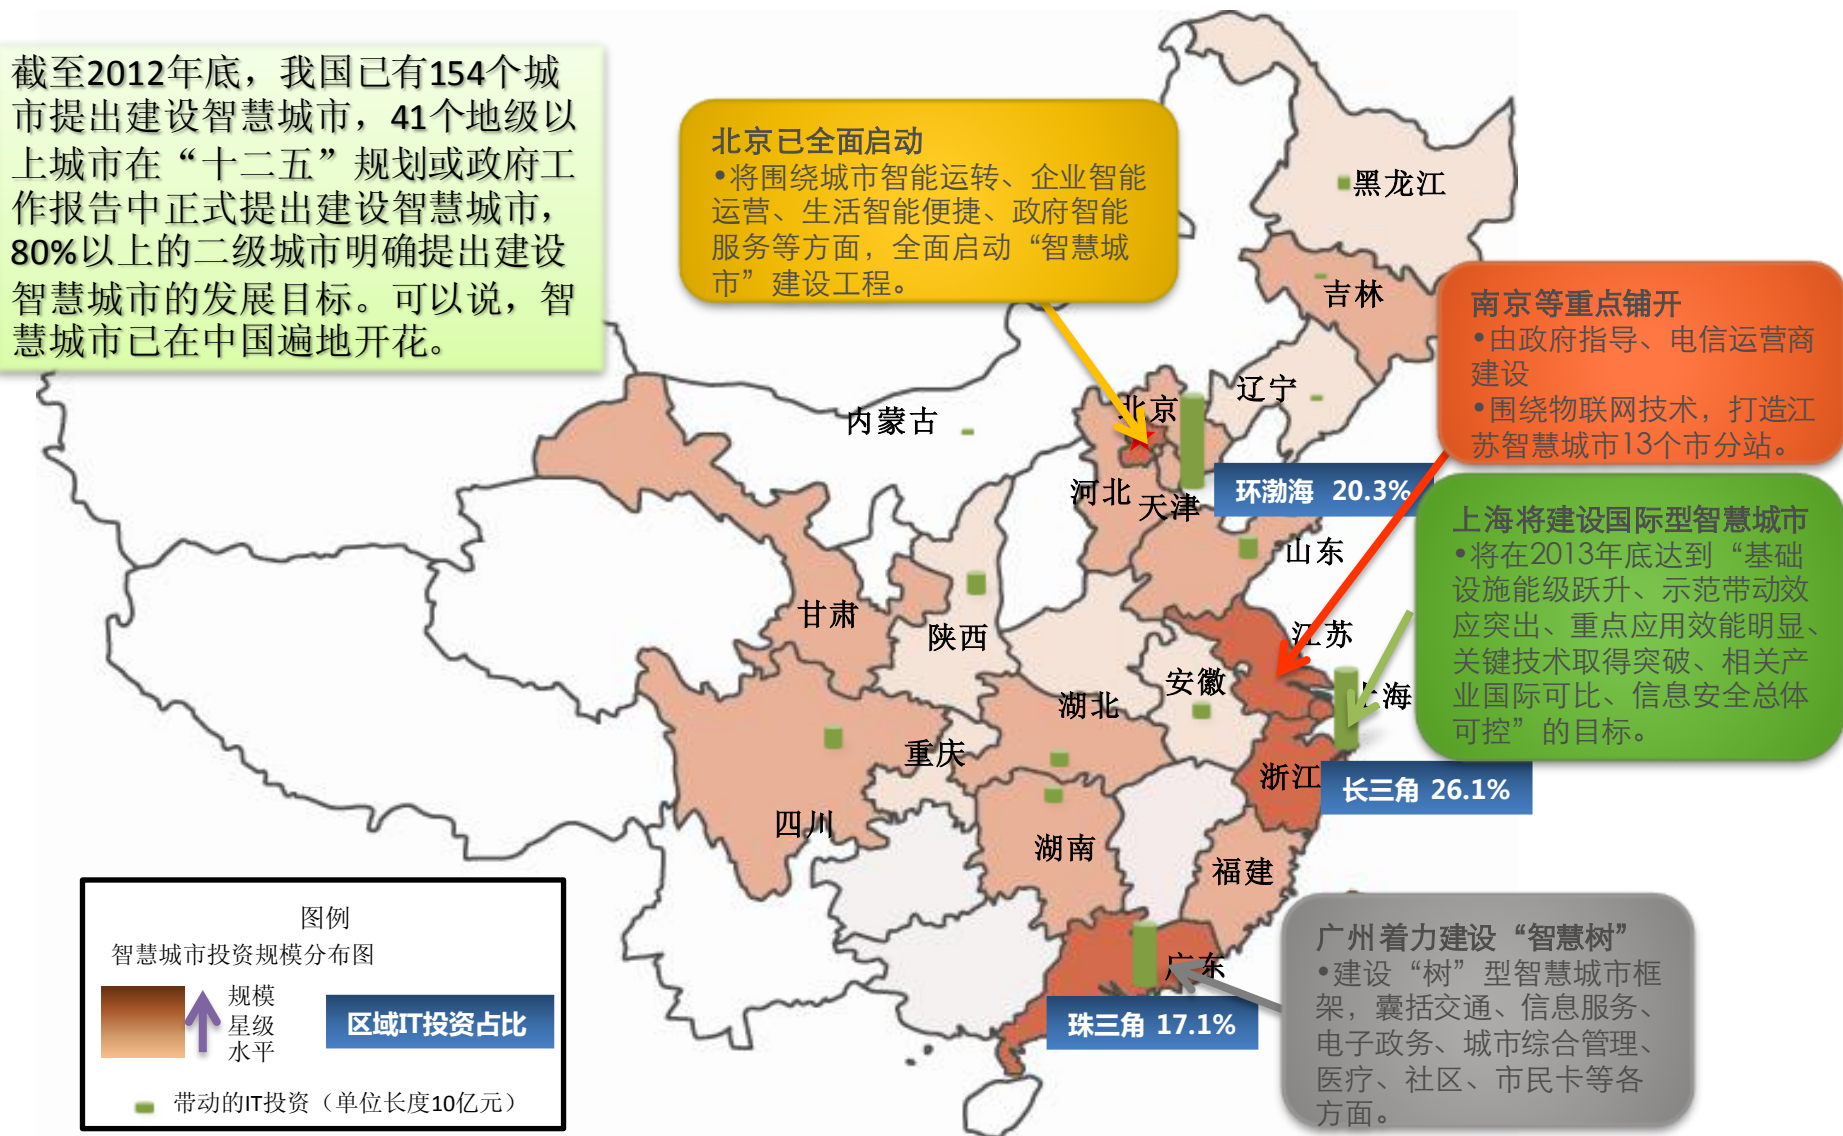 截至2012年底，我国已有154个城
市提出建设智慧城市，41个地级以
上城市在“十二五”规划或政府工
作报告中正式提出建设智慧城市，
80%以上的二级城市明确提出建设
智慧城市的发展目标。可以说，智
慧城市已在中国遍地开花。
北京已全面启动
•将围绕城市智能运转、企业智能
运营、生活智能便捷、政府智能
服务等方面，全面启动“智慧城
市”建设工程。
黑龙江
吉林
南京等重点铺开
•由政府指导、电信运营商
建设
•围绕物联网技术，打造江
苏智慧城市13个市分站。
辽宁
内蒙古
北京
河北
天津
环渤海 20.3%
上海将建设国际型智慧城市
•将在2013年底达到“基础
设施能级跃升、示范带动效
应突出、重点应用效能明显、
关键技术取得突破、相关产
业国际可比、信息安全总体
可控”的目标。
山东
甘肃
陕西
江苏
安徽
上海
湖北
重庆
浙江
长三角 26.1%
四川
湖南
福建
广东
珠三角 17.1%
广州着力建设“智慧树”
•建设“树”型智慧城市框
架，囊括交通、信息服务、
电子政务、城市综合管理、
医疗、社区、市民卡等各
方面。
图例
智慧城市投资规模分布图
规模
星级
水平
区域IT投资占比
带动的IT投资（单位长度10亿元）